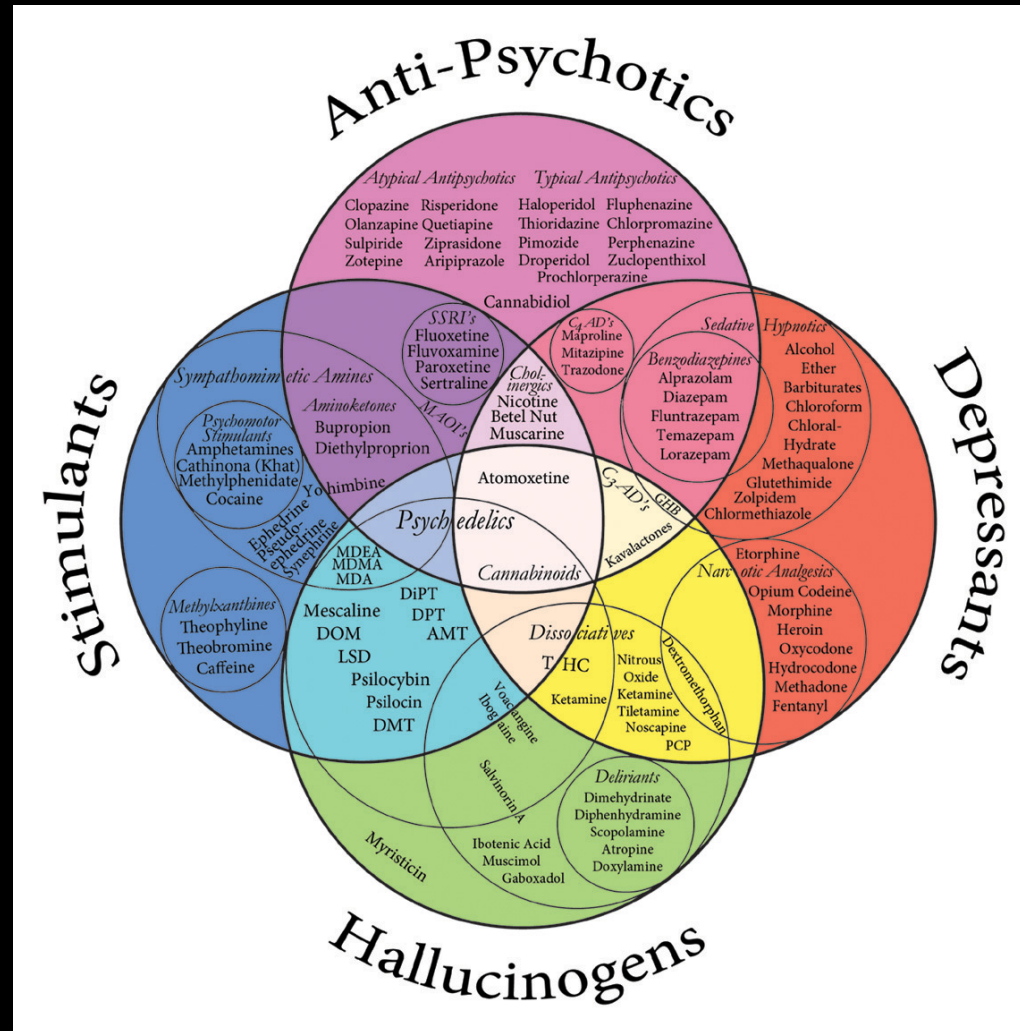 Anti-Psychotics
Atypical Antipsychotics
Clopazine Risperidone
Olanzapine Quetiapine
Sulpiride Ziprasidone
Zotepine Aripiprazole
Typical Antipsychotics
Haloperidol Fluphenazine
Thioridazine Chlorpromazine
Pimozide Perphenazine
Droperidol Zuclopenthixol
Prochlorperazine
Cannabidiol
SSRI's
Fluoxetine
Fluvoxamine
Paroxetine
Sertraline
C4 AD's
Maproline
Mitazipine
Trazodone
Sedative Hypnotics
Benzodiazepines
Alprazolam
Diazepam
Fluntrazepam
Temazepam
Lorazepam
Alcohol
Ether
Barbiturates
Chloroform
Chloral-
Hydrate
Methaqualone
Glutethimide
Zolpidem
Chlormethiazole
Depressants
Stimulants
Sympathomimetic Amines
Aminoketones
Bupropion
Diethylproprion
MAOI's
Psychomotor
Stimulants
Amphetamines
Cathinona (Khat)
Methylphenidate
Cocaine
Yohimbine
Ephedrine
Pseudo-
ephedrine
Synephrine
Chol-
inergics
Nicotine
Betel Nut
Muscarine
Atomoxetine
C3-AD's
GHB
Kavalactones
Psychedelics
Cannabinoids
MDEA
MDMA
MDA
Methylxanthines
Theophyline
Theobromine
Caffeine
DiPT
DPT
AMT
Mescaline
DOM
LSD
Psilocybin
Psilocin
DMT
Etorphine
Narcotic Analgesics
Opium Codeine
Morphine
Heroin
Oxycodone
Hydrocodone
Methadone
Fentanyl
Dissociatives
THC
Ketamine
Nitrous
Oxide
Ketamine
Tiletamine
Noscapine
PCP
Dextromethorphan
Voacangine
Ibogaine
Salvinorin A
Deliriants
Dimehydrinate
Diphenhydramine
Scopolamine
Atropine
Doxylamine
Ibotenic Acid
Muscimol
Gaboxadol
Myristicin
Hallucinogens